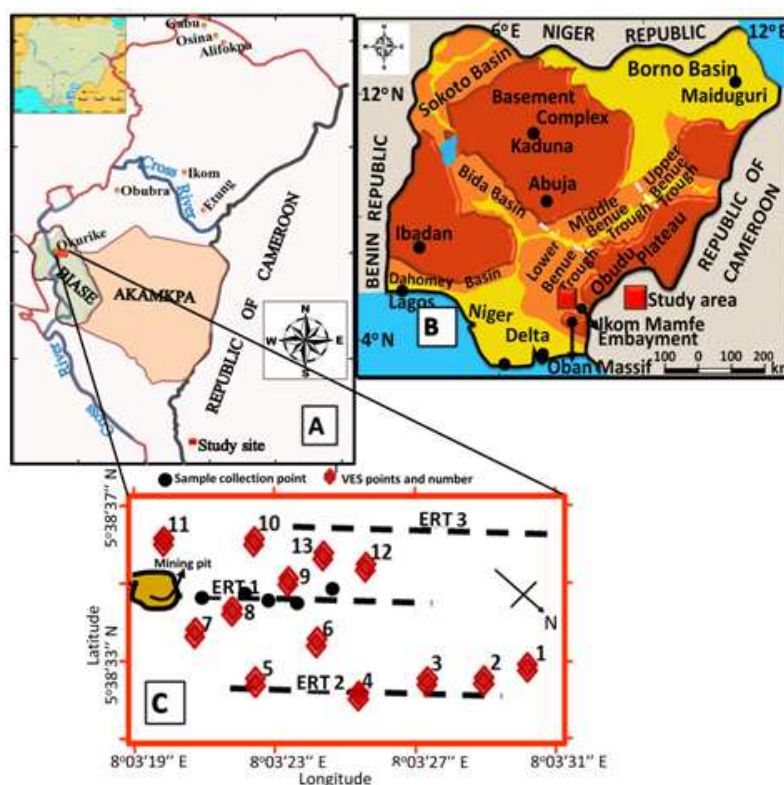 Gabu
Osina
Alifokpa
Cross
River
Ikom
Obubra
Etung
Okurike
BIASE
AKAMKPA
REPUBLIC OF CAMEROON
N
W E
S
River
Cross
A
Study site
6°E NIGER REPUBLIC 12°E
12°N
Sokoto Basin
Borno Basin
Maiduguri
Basement
Complex
Kaduna
Upper
Benue
Trough
Bida Basin
Abuja
Middle
Benue
Trough
BENIN REPUBLIC
Ibadan
Lower
Benue
Trough
Obudu
Plateau
REPUBLIC OF
CAMEROON
Dahomey Basin
Lagos
Study area
Niger
Delta
Ikom Mamfe
Embayment
B
4°N
Oban Massif
100 0 100 200
km
Sample collection point
VES points and number
5°38'37" N
11
10
ERT 3
13
12
Mining pit
9
ERT 1
8
7
6
N
Latitude
5°38'33" N
5
ERT 2
4
3
2
1
C
8°03'19'' E
8°03'23'' E
8°03'27'' E
8°03'31'' E
Longitude